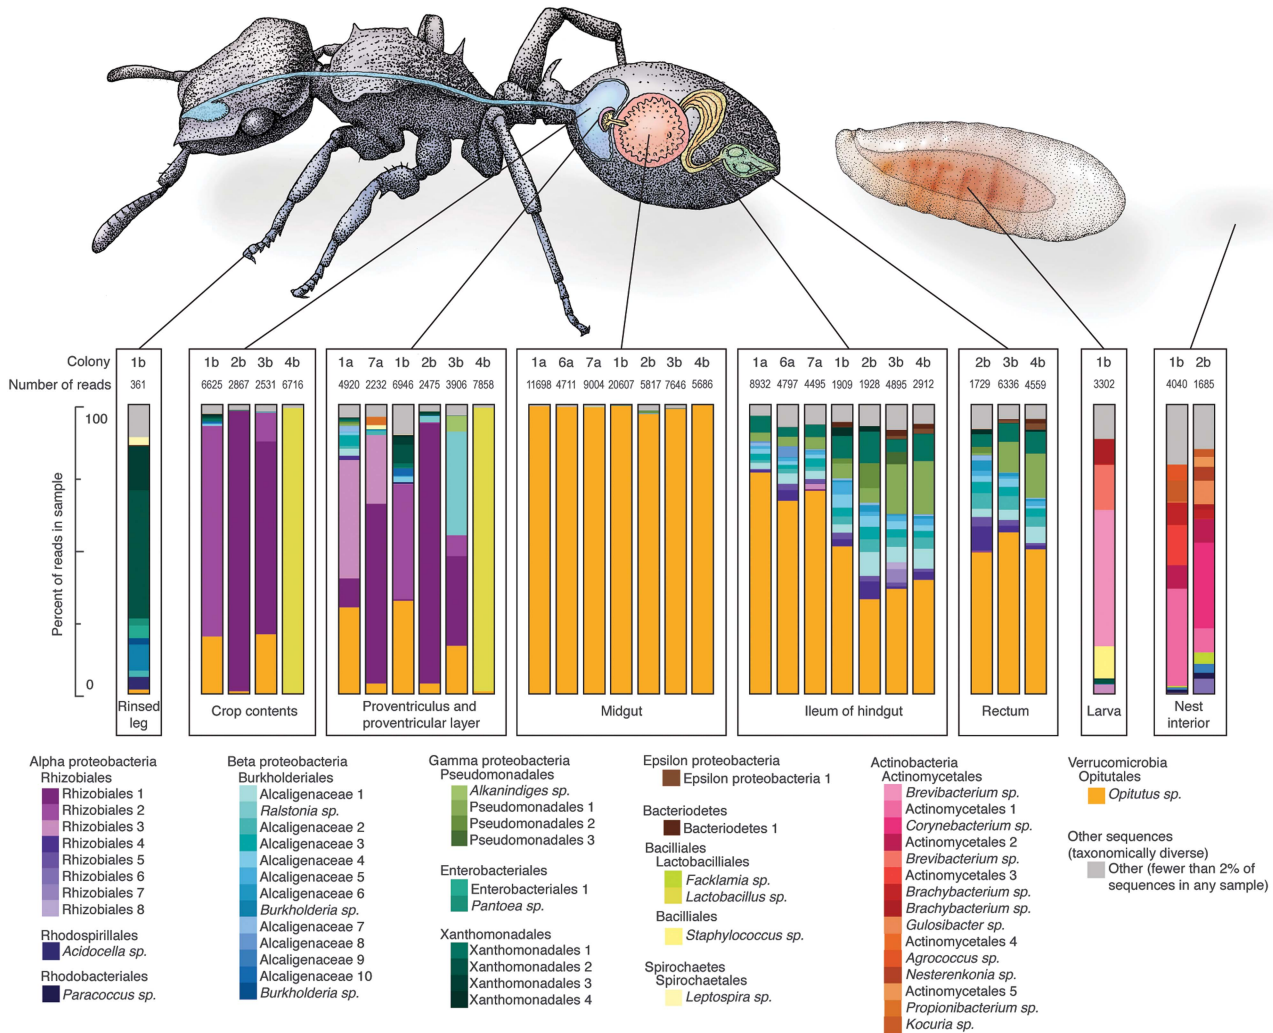 Colony 1b 1b 2b 3b 4b 1a 7a 1b 2b 3b 4b 1a 6a 7a 1b 2b 3b 4b 1a 6a 7a 1b 2b 3b 4b 2b 3b 4b 1b 1b 2b
Number of reads 361 6625 2867 2531 6716 4920 2232 6946 2475 3906 7858 11698 4711 9004 20607 5817 7646 5686 8932 4797 4495 1909 1928 4895 2912 1729 6336 4559 3302 4040 1685
100
Percent of reads in sample
0
Rinsed
leg
Crop contents
Proventriculus and
proventricular layer
Midgut
Ileum of hindgut
Rectum
Larva
Nest
interior
Alpha proteobacteria
Rhizobiales
Rhizobiales 1
Rhizobiales 2
Rhizobiales 3
Rhizobiales 4
Rhizobiales 5
Rhizobiales 6
Rhizobiales 7
Rhizobiales 8
Rhodospirillales
Acidocella sp.
Rhodobacteriales
Paracoccus sp.
Beta proteobacteria
Burkholderiales
Alcaligenaceae 1
Ralstonia sp.
Alcaligenaceae 2
Alcaligenaceae 3
Alcaligenaceae 4
Alcaligenaceae 5
Alcaligenaceae 6
Burkholderia sp.
Alcaligenaceae 7
Alcaligenaceae 8
Alcaligenaceae 9
Alcaligenaceae 10
Burkholderia sp.
Gamma proteobacteria
Pseudomonadales
Alkanindiges sp.
Pseudomonadales 1
Pseudomonadales 2
Pseudomonadales 3
Enterobacteriales
Enterobacteriales 1
Pantoea sp.
Xanthomonadales
Xanthomonadales 1
Xanthomonadales 2
Xanthomonadales 3
Xanthomonadales 4
Epsilon proteobacteria
Epsilon proteobacteria 1
Bacteriodetes
Bacteriodetes 1
Bacilliales
Lactobacilliales
Facklamia sp.
Lactobacillus sp.
Bacilliales
Staphylococcus sp.
Spirochaetes
Spirochaetales
Leptospira sp.
Actinobacteria
Actinomycetales
Brevibacterium sp.
Actinomycetales 1
Corynebacterium sp.
Actinomycetales 2
Brevibacterium sp.
Actinomycetales 3
Brachybacterium sp.
Brachybacterium sp.
Gulosibacter sp.
Actinomycetales 4
Agrococcus sp.
Nesterenkonia sp.
Actinomycetales 5
Propionibacterium sp.
Kocuria sp.
Verrucomicrobia
Opitutales
Opitutus sp.
Other sequences
(taxonomically diverse)
Other (fewer than 2% of
sequences in any sample)